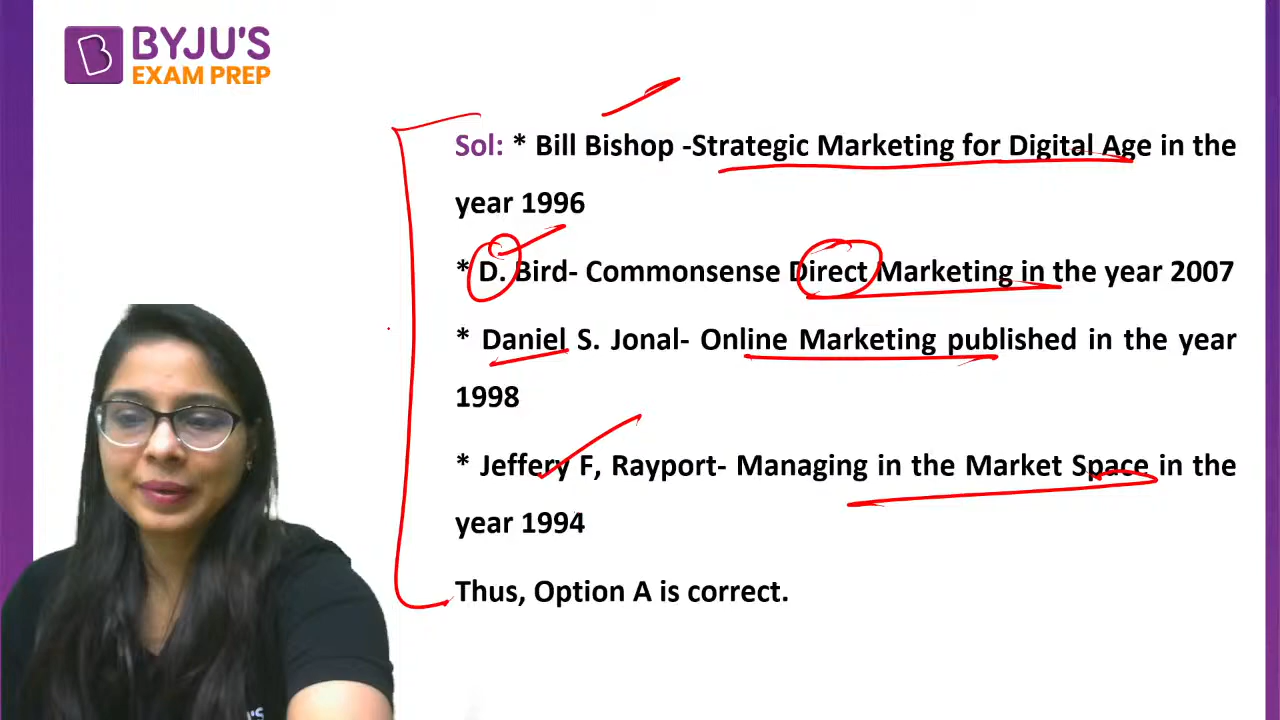 BYJU'S
EXAM PREP
Sol: * Bill Bishop -Strategic Marketing for Digital Age in the
year 1996
* D. Bird- Commonsense Direct Marketing in the year 2007
* Daniel S. Jonal- Online Marketing published in the year
1998
* Jeffery F, Rayport- Managing in the Market Space in the
year 1994
Thus, Option A is correct.